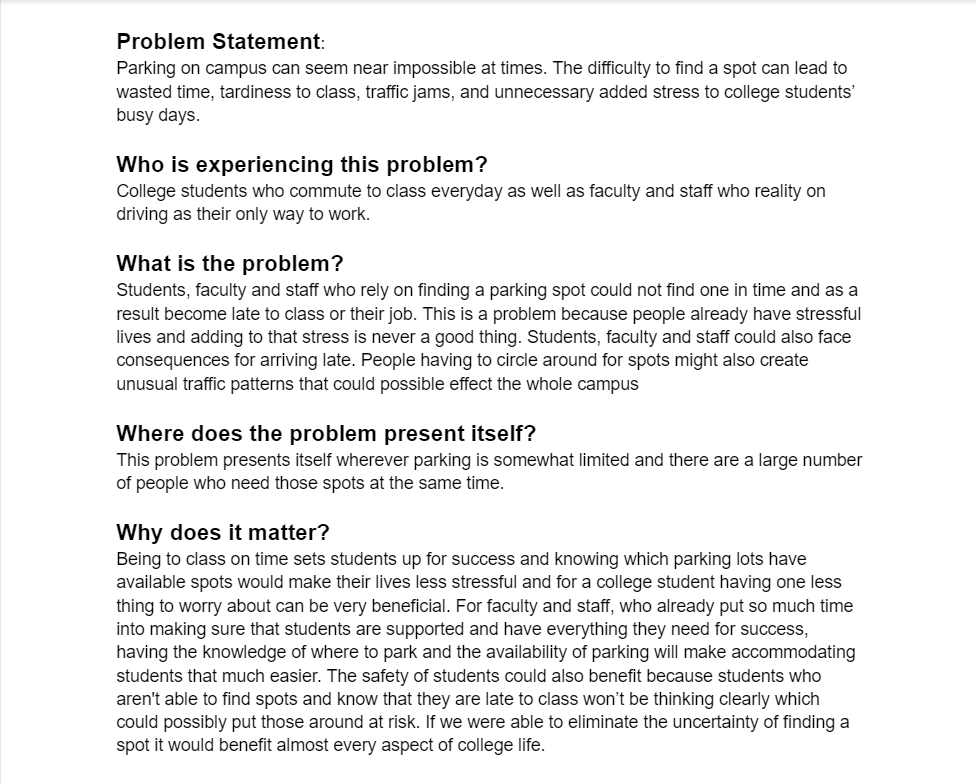 Problem Statement:
Parking on campus can seem near impossible at times. The difficulty to find a spot can lead to
wasted time, tardiness to class, traffic jams, and unnecessary added stress to college students’
busy days.
Who is experiencing this problem?
College students who commute to class everyday as well as faculty and staff who reality on
driving as their only way to work.
What is the problem?
Students, faculty and staff who rely on finding a parking spot could not find one in time and as a
result become late to class or their job. This is a problem because people already have stressful
lives and adding to that stress is never a good thing. Students, faculty and staff could also face
consequences for arriving late. People having to circle around for spots might also create
unusual traffic patterns that could possible effect the whole campus
Where does the problem present itself?
This problem presents itself wherever parking is somewhat limited and there are a large number
of people who need those spots at the same time.
Why does it matter?
Being to class on time sets students up for success and knowing which parking lots have
available spots would make their lives less stressful and for a college student having one less
thing to worry about can be very beneficial. For faculty and staff, who already put so much time
into making sure that students are supported and have everything they need for success,
having the knowledge of where to park and the availability of parking will make accommodating
students that much easier. The safety of students could also benefit because students who
aren't able to find spots and know that they are late to class won’t be thinking clearly which
could possibly put those around at risk. If we were able to eliminate the uncertainty of finding a
spot it would benefit almost every aspect of college life.